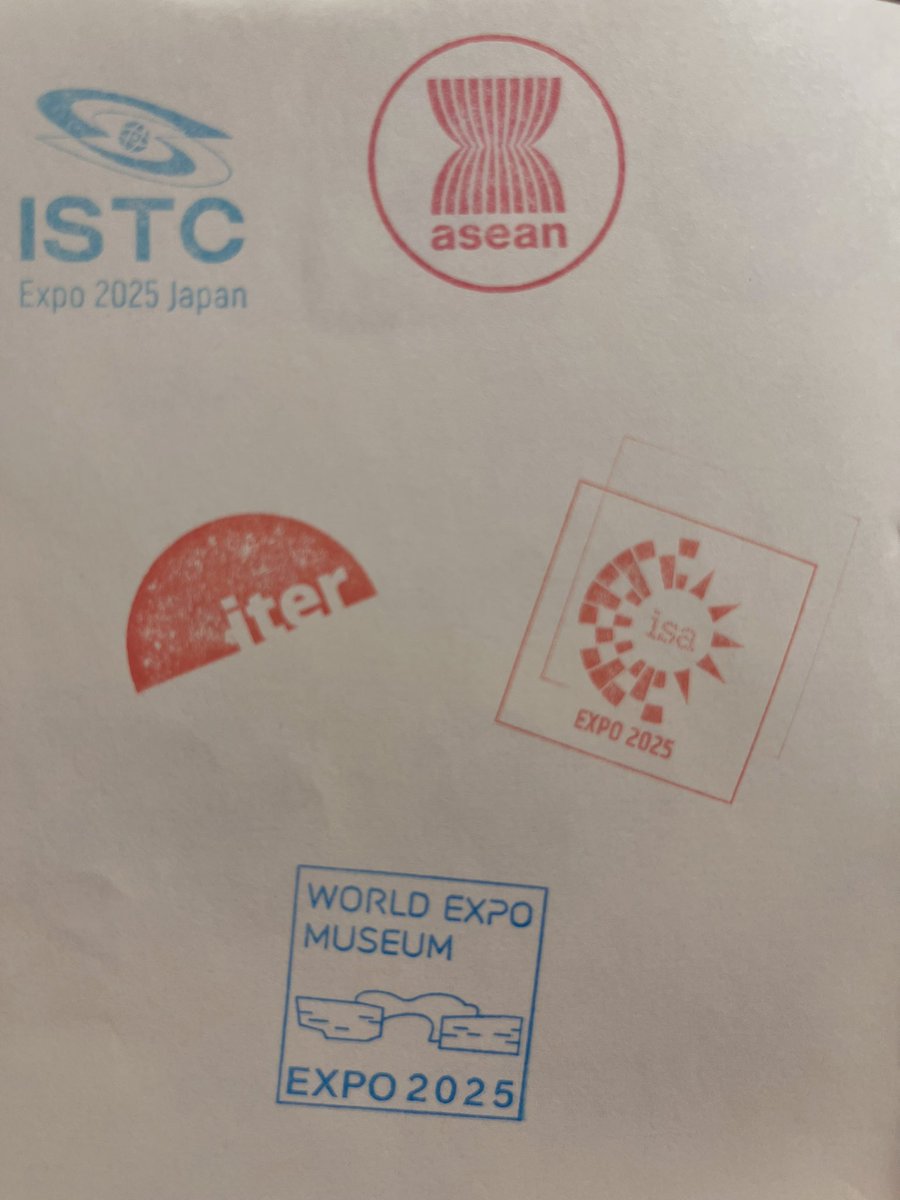 ISTC
Expo 2025 Japan
asean
iter
isa
EXPO 2025
WORLD EXPO
MUSEUM
EXPO 2025